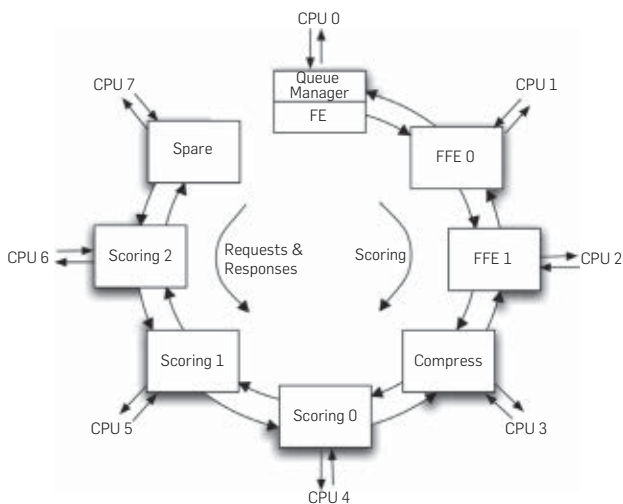 CPU 0
Queue
Manager
FE
CPU 7
CPU 1
Spare
FFE 0
CPU 6
Scoring 2
Requests &
Responses
Scoring
FFE 1
CPU 2
Scoring 1
Compress
Scoring 0
CPU 5
CPU 3
CPU 4